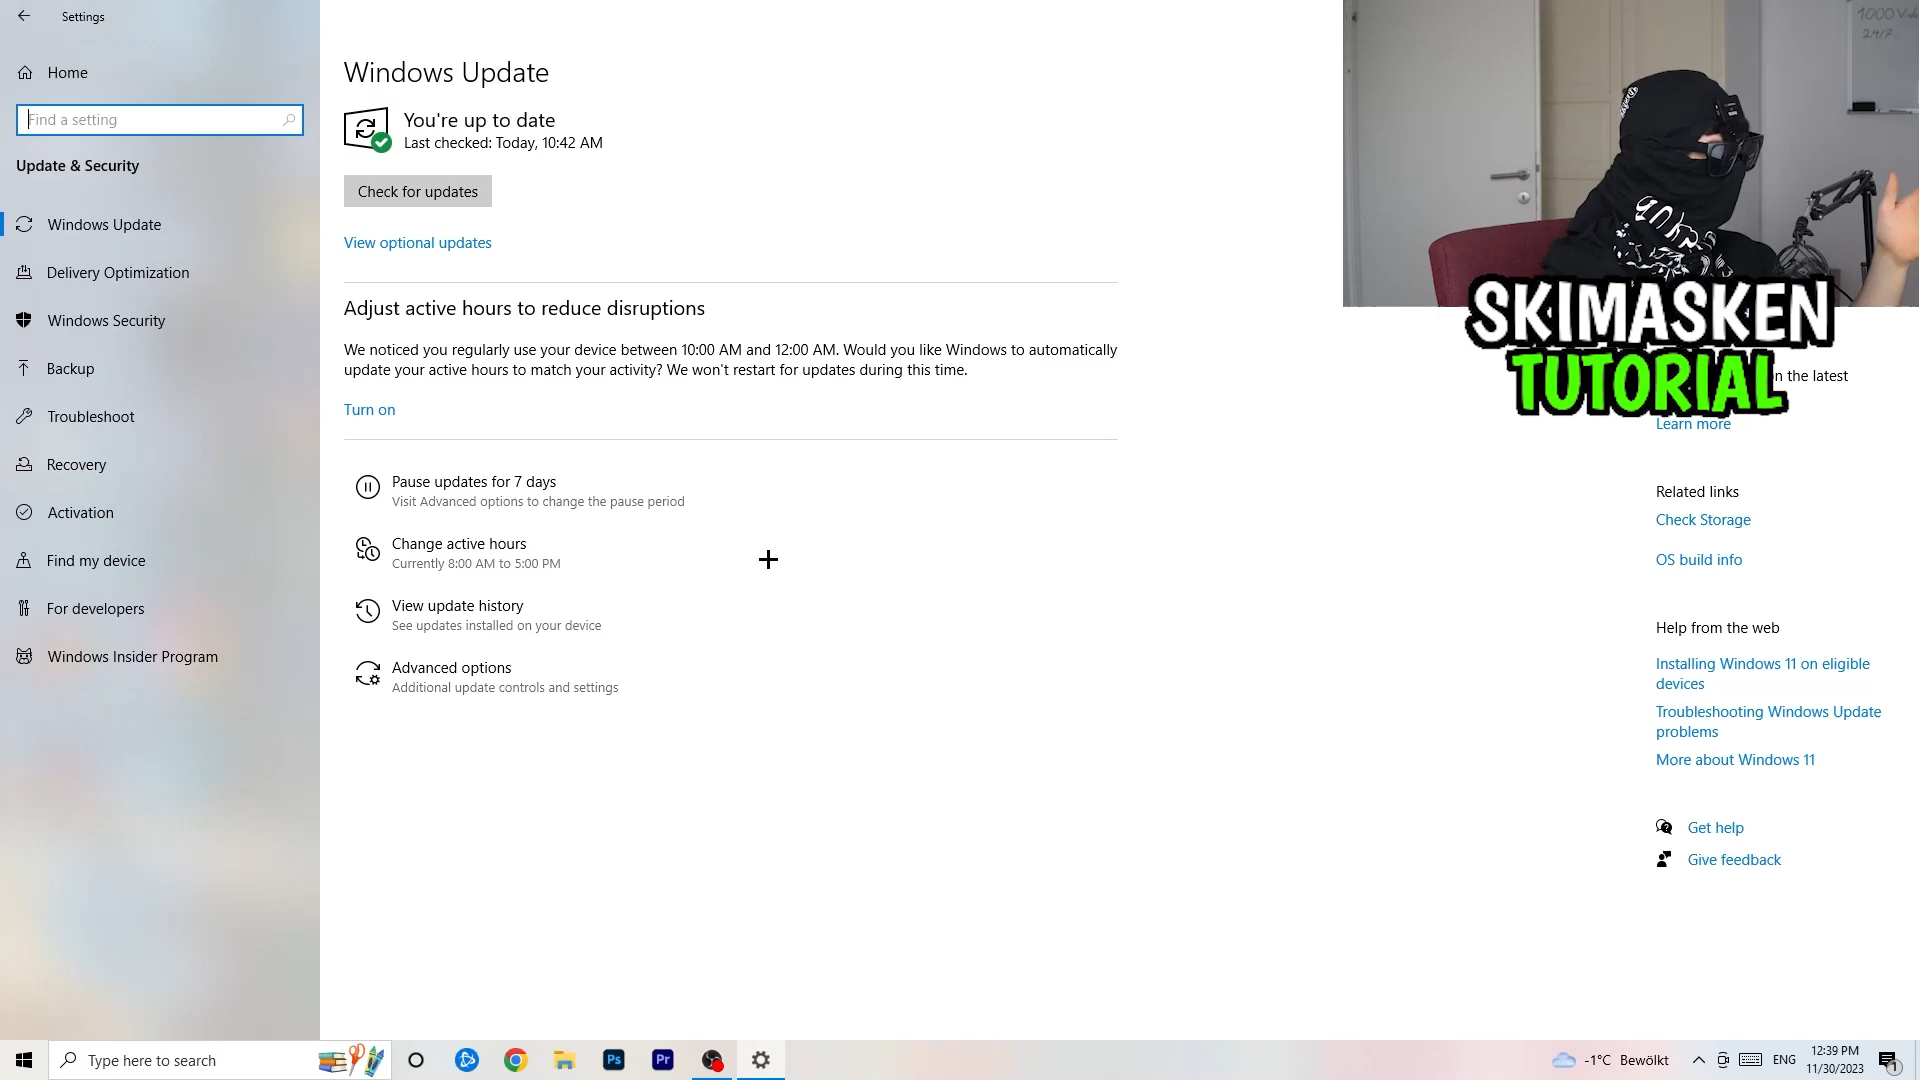 Settings
Home
Find a setting
Update & Security
Windows Update
Delivery Optimization
Windows Security
Backup
Troubleshoot
Recovery
Activation
Find my device
For developers
Windows Insider Program
Windows Update
You're up to date
Last checked: Today, 10:42 AM
Check for updates
View optional updates
Adjust active hours to reduce disruptions
We noticed you regularly use your device between 10:00 AM and 12:00 AM. Would you like Windows to automatically
update your active hours to match your activity? We won't restart for updates during this time.
Turn on
Pause updates for 7 days
Visit Advanced options to change the pause period
Change active hours
Currently 8:00 AM to 5:00 PM
View update history
See updates installed on your device
Advanced options
Additional update controls and settings
1000
24/7
SKIMASKEN
TUTORIAL
on the latest
Learn more
Related links
Check Storage
OS build info
Help from the web
Installing Windows 11 on eligible
devices
Troubleshooting Windows Update
problems
More about Windows 11
Get help
Give feedback
Type here to search
Ps
Pr
-1°C Bewölkt
ENG
12:39 PM
11/30/2023
1